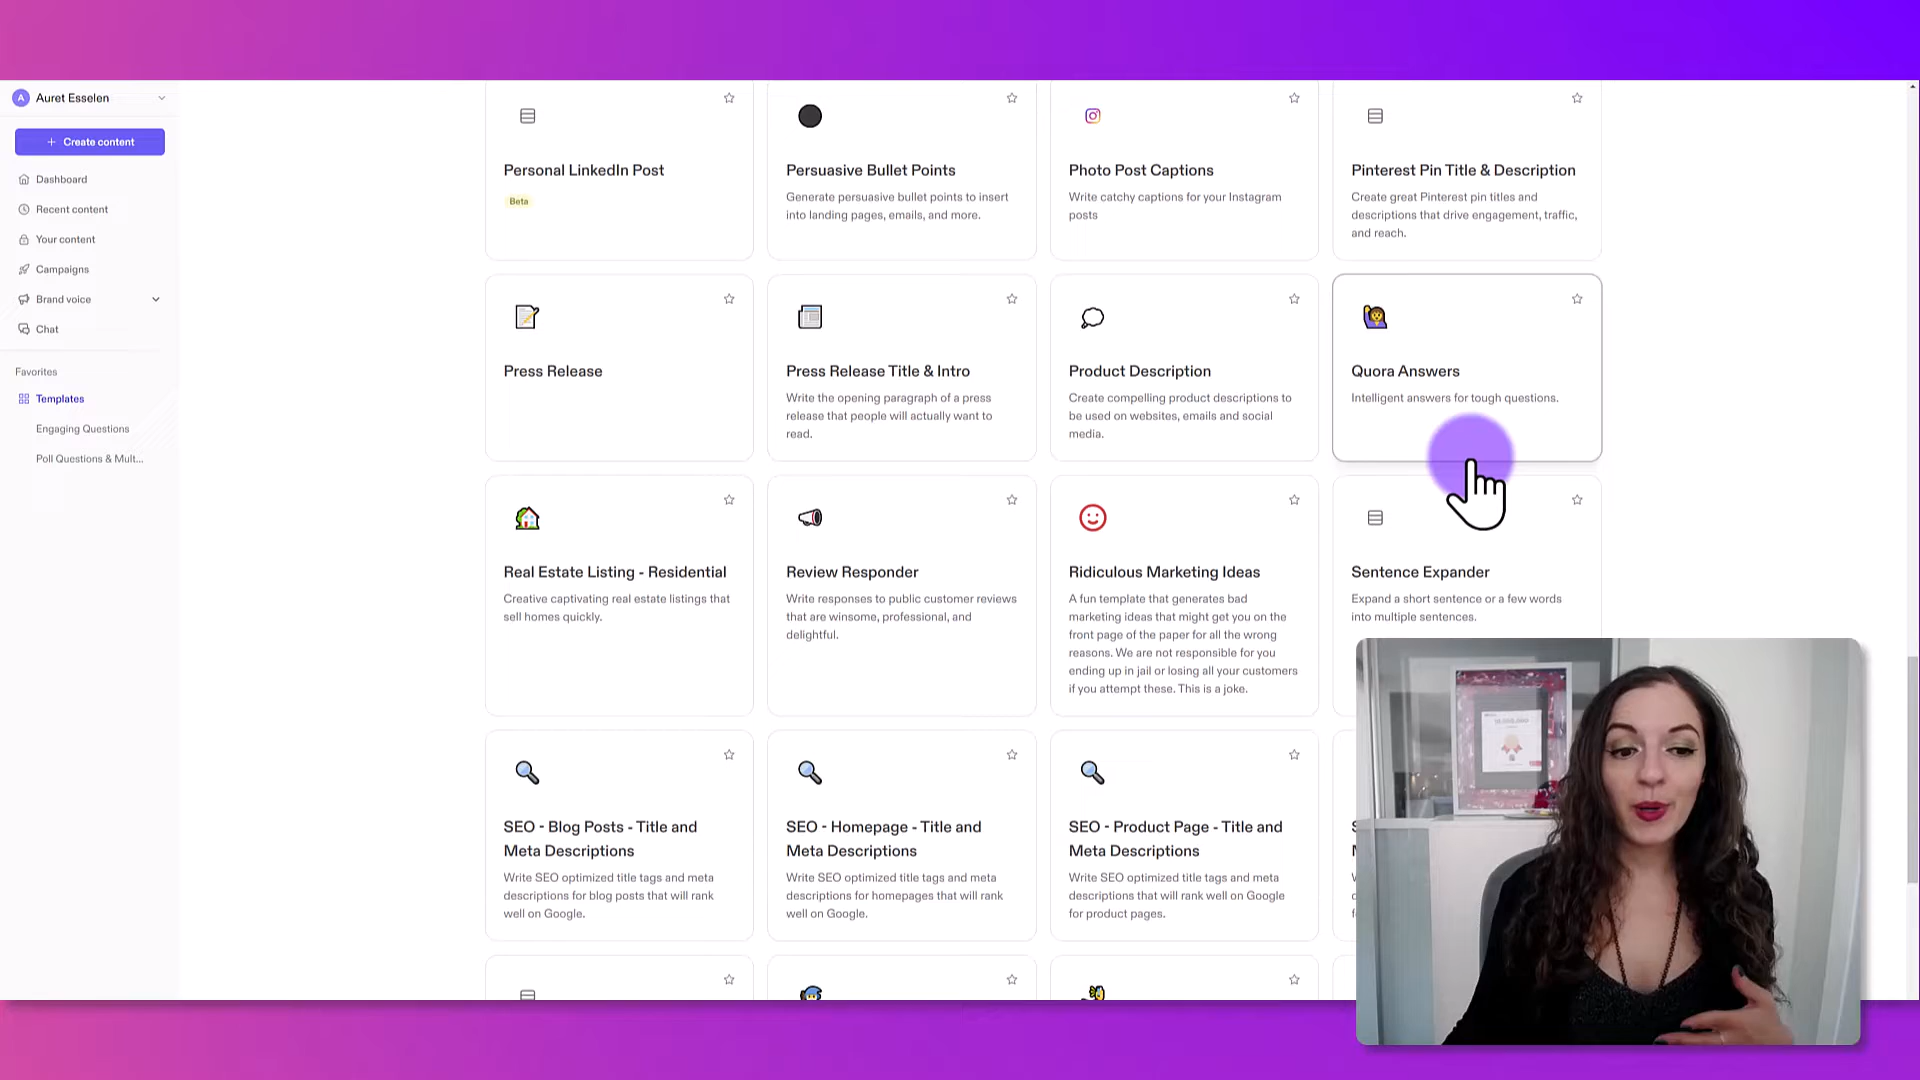 A Auret Esselen
+ Create content
Dashboard
Recent content
Your content
Campaigns
Brand voice
Chat
Favorites
Templates
Engaging Questions
Poll Questions & Mult...
Personal LinkedIn Post
Beta
Persuasive Bullet Points
Generate persuasive bullet points to insert
into landing pages, emails, and more.
Photo Post Captions
Write catchy captions for your Instagram
posts
Pinterest Pin Title & Description
Create great Pinterest pin titles and
descriptions that drive engagement, traffic,
and reach.
Press Release
Press Release Title & Intro
Write the opening paragraph of a press
release that people will actually want to
read.
Product Description
Create compelling product descriptions to
be used on websites, emails and social
media.
Quora Answers
Intelligent answers for tough questions.
Real Estate Listing - Residential
Creative captivating real estate listings that
sell homes quickly.
Review Responder
Write responses to public customer reviews
that are winsome, professional, and
delightful.
Ridiculous Marketing Ideas
A fun template that generates bad
marketing ideas that might get you on the
front page of the paper for all the wrong
reasons. We are not responsible for you
ending up in jail or losing all your customers
if you attempt these. This is a joke.
Sentence Expander
Expand a short sentence or a few words
into multiple sentences.
SEO - Blog Posts - Title and
Meta Descriptions
Write SEO optimized title tags and meta
descriptions for blog posts that will rank
well on Google.
SEO - Homepage - Title and
Meta Descriptions
Write SEO optimized title tags and meta
descriptions for homepages that will rank
well on Google.
SEO - Product Page - Title and
Meta Descriptions
Write SEO optimized title tags and meta
descriptions that will rank well on Google
for product pages.